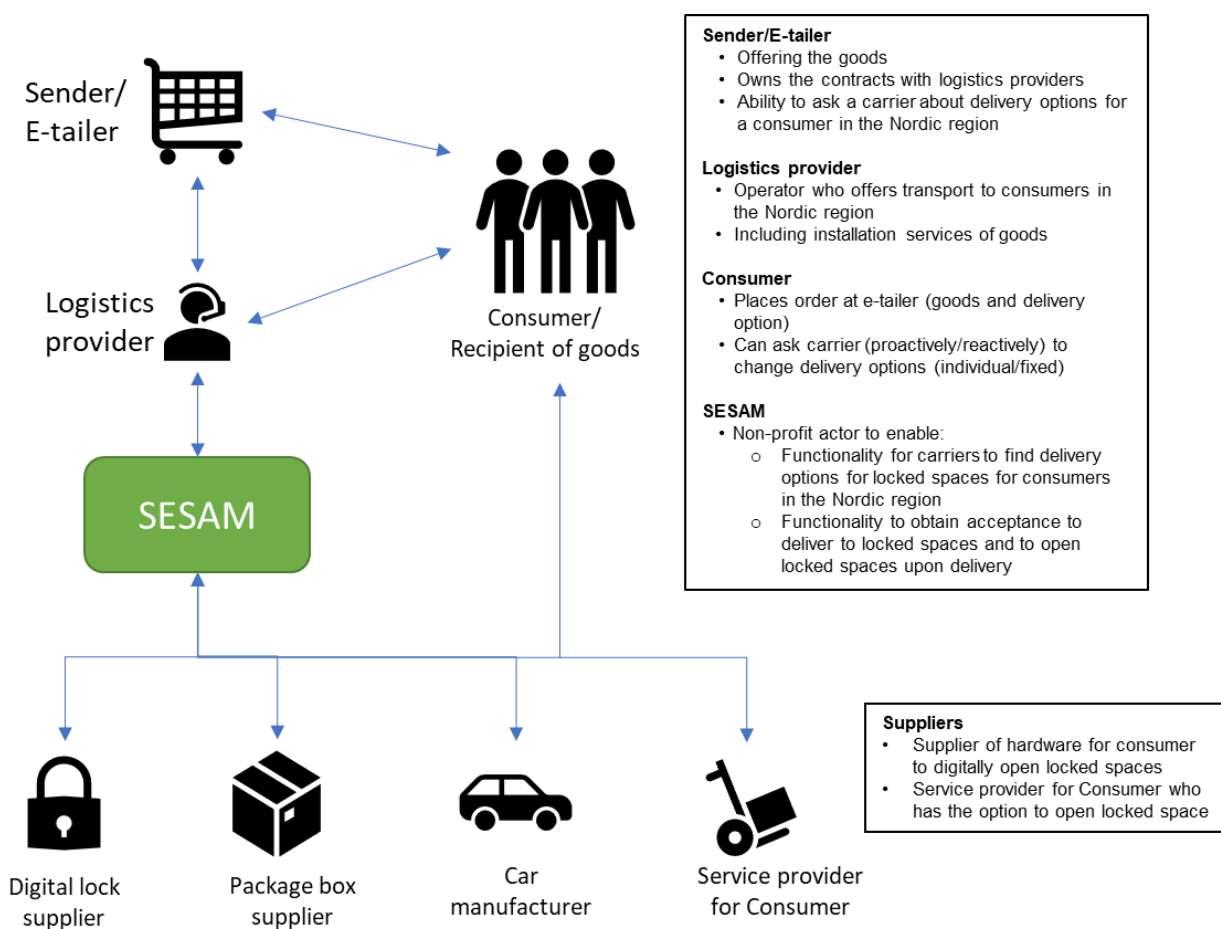 Sender/
E-tailer
Logistics
provider
Consumer/
Recipient of goods
SESAM
Digital lock
supplier
Package box
supplier
Car
manufacturer
Service provider
for Consumer
Sender/E-tailer
• Offering the goods
• Owns the contracts with logistics providers
• Ability to ask a carrier about delivery options for
a consumer in the Nordic region
Logistics provider
• Operator who offers transport to consumers in
the Nordic region
• Including installation services of goods
Consumer
• Places order at e-tailer (goods and delivery
option)
• Can ask carrier (proactively/reactively) to
change delivery options (individual/fixed)
SESAM
• Non-profit actor to enable:
o Functionality for carriers to find delivery
options for locked spaces for consumers
in the Nordic region
o Functionality to obtain acceptance to
deliver to locked spaces and to open
locked spaces upon delivery
Suppliers
• Supplier of hardware for consumer
to digitally open locked spaces
• Service provider for Consumer who
has the option to open locked space